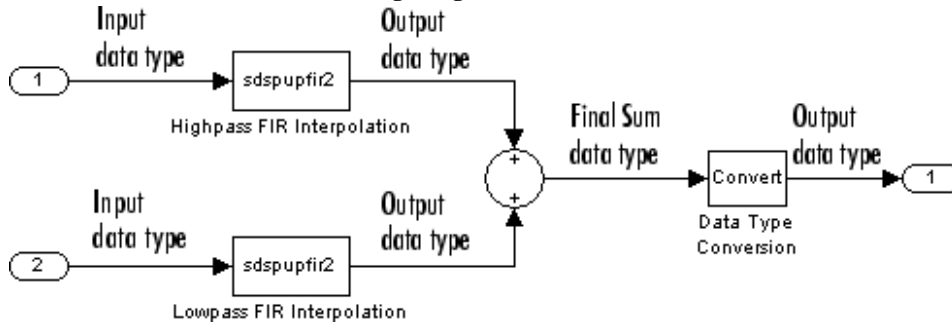 Input
data type
Output
data type
1
sdspupfir2
Highpass FIR Interpolation
+
+
Final Sum
data type
Convert
Data Type
Conversion
Output
data type
1
Input
data type
Output
data type
2
sdspupfir2
Lowpass FIR Interpolation